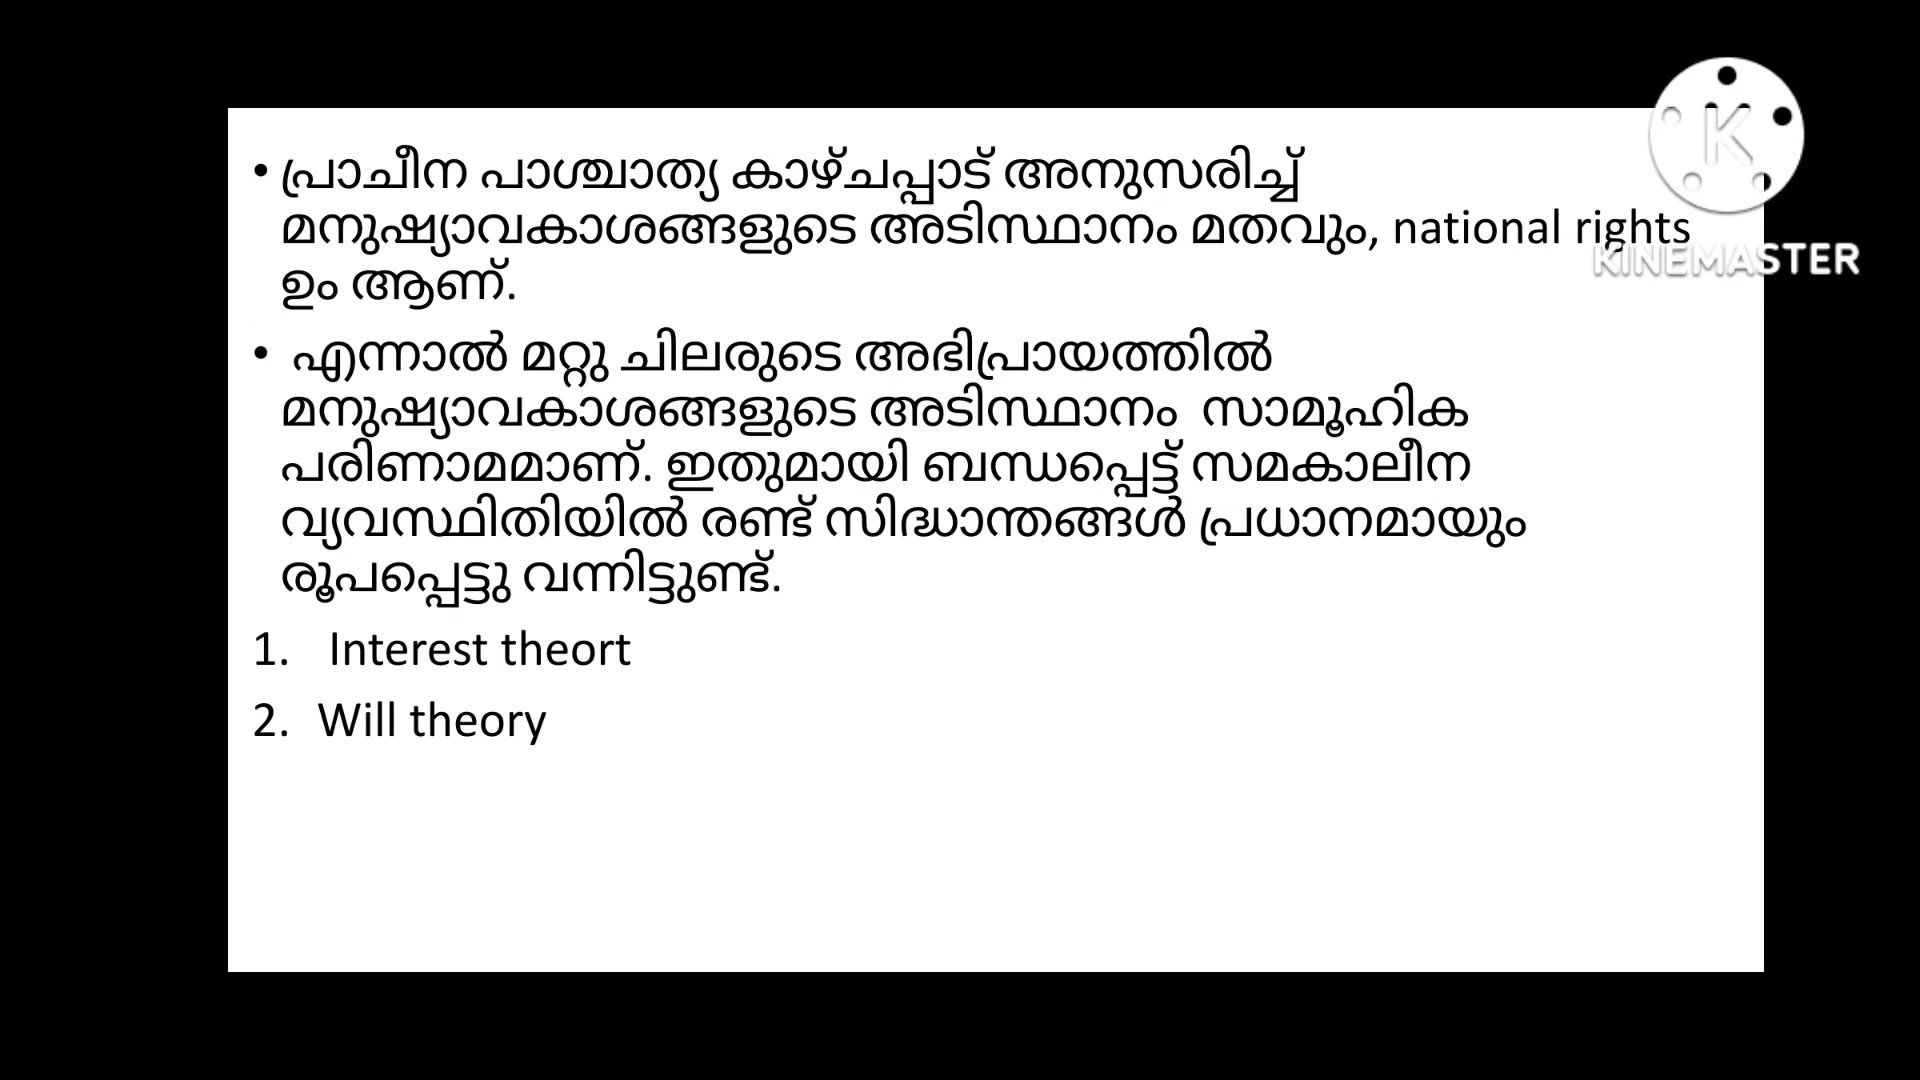 • പ്രാചീന പാശ്ചാത്യ കാഴ്ചപ്പാട് അനുസരിച്ച്
മനുഷ്യാവകാശങ്ങളുടെ അടിസ്ഥാനം മതവും, national rights
ഉം ആണ്.
• എന്നാൽ മറ്റു ചിലരുടെ അഭിപ്രായത്തിൽ
മനുഷ്യാവകാശങ്ങളുടെ അടിസ്ഥാനം സാമൂഹിക
പരിണാമമാണ്. ഇതുമായി ബന്ധപ്പെട്ട് സമകാലീന
വ്യവസ്ഥിതിയിൽ രണ്ട് സിദ്ധാന്തങ്ങൾ പ്രധാനമായും
രൂപപ്പെട്ടു വന്നിട്ടുണ്ട്.
1. Interest theort
2. Will theory
K
KINEMASTER